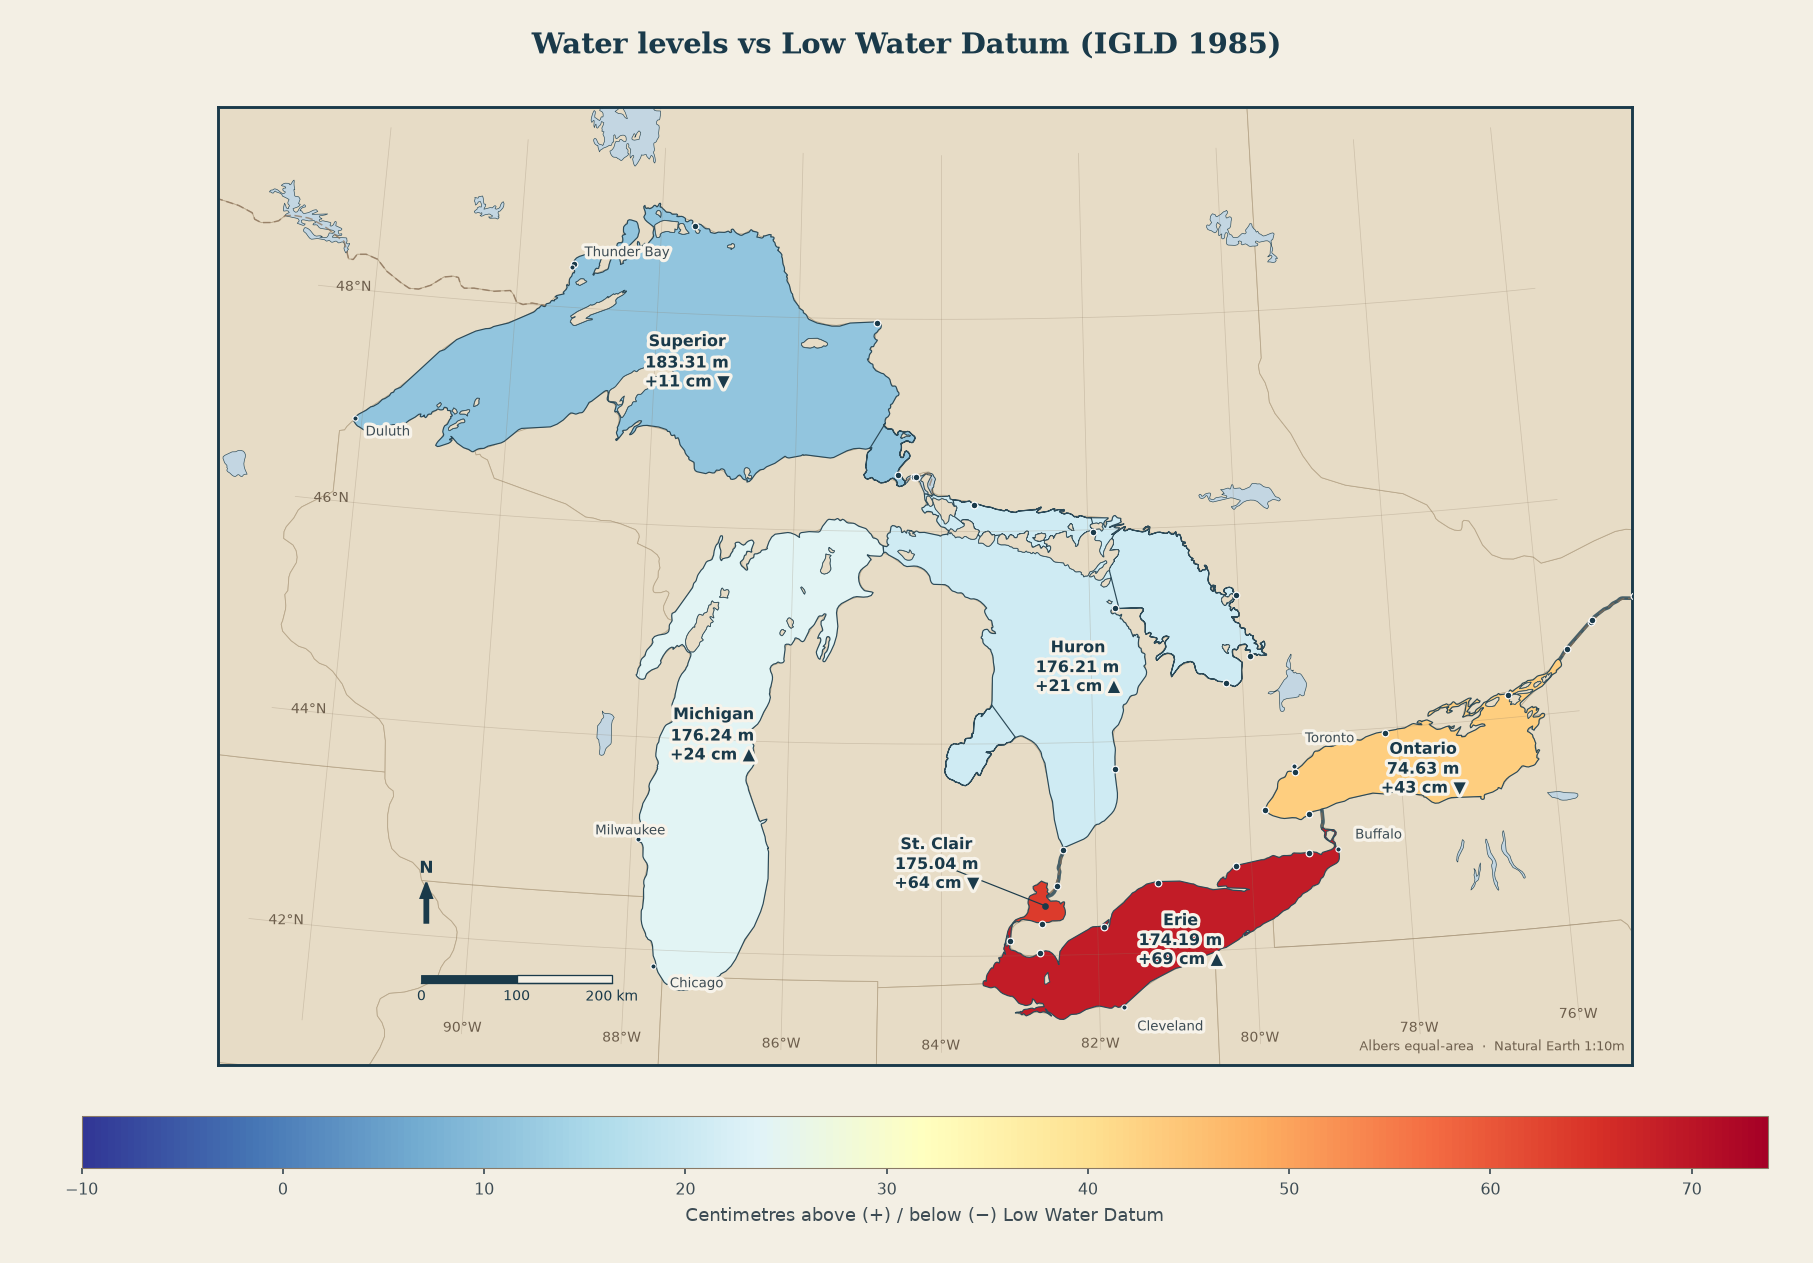 Water levels vs Low Water Datum (IGLD 1985)
Thunder Bay
48°N
Superior
183.31 m
+11 cm ▼
Duluth
46°N
Huron
176.21 m
+21 cm ▲
44°N
Michigan
176.24 m
+24 cm ▲
Toronto
Ontario
74.63 m
+43 cm ▼
Milwaukee
Buffalo
St. Clair
175.04 m
+64 cm ▼
N
42°N
Erie
174.19 m
+69 cm ▲
Chicago
0 100 200 km
Cleveland
90°W 88°W 86°W 84°W 82°W 80°W 78°W 76°W
Albers equal-area · Natural Earth 1:10m
−10 0 10 20 30 40 50 60 70
Centimetres above (+) / below (−) Low Water Datum